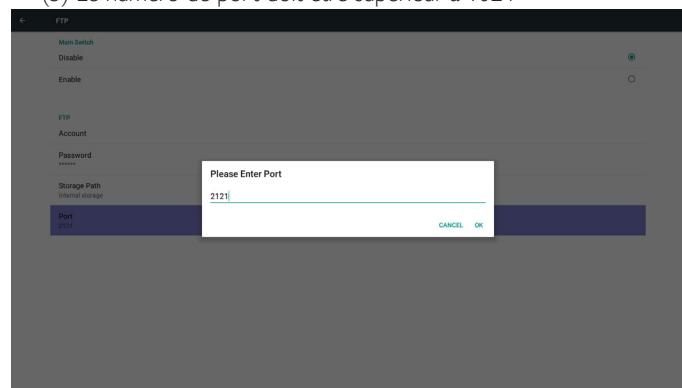 (3) Le numéro de port doit être supérieur à 1024
FTP
Main Switch
Disable
Enable
FTP
Account
Password
******
Storage Path
Internal storage
Port
2121
Please Enter Port
2121
CANCEL OK